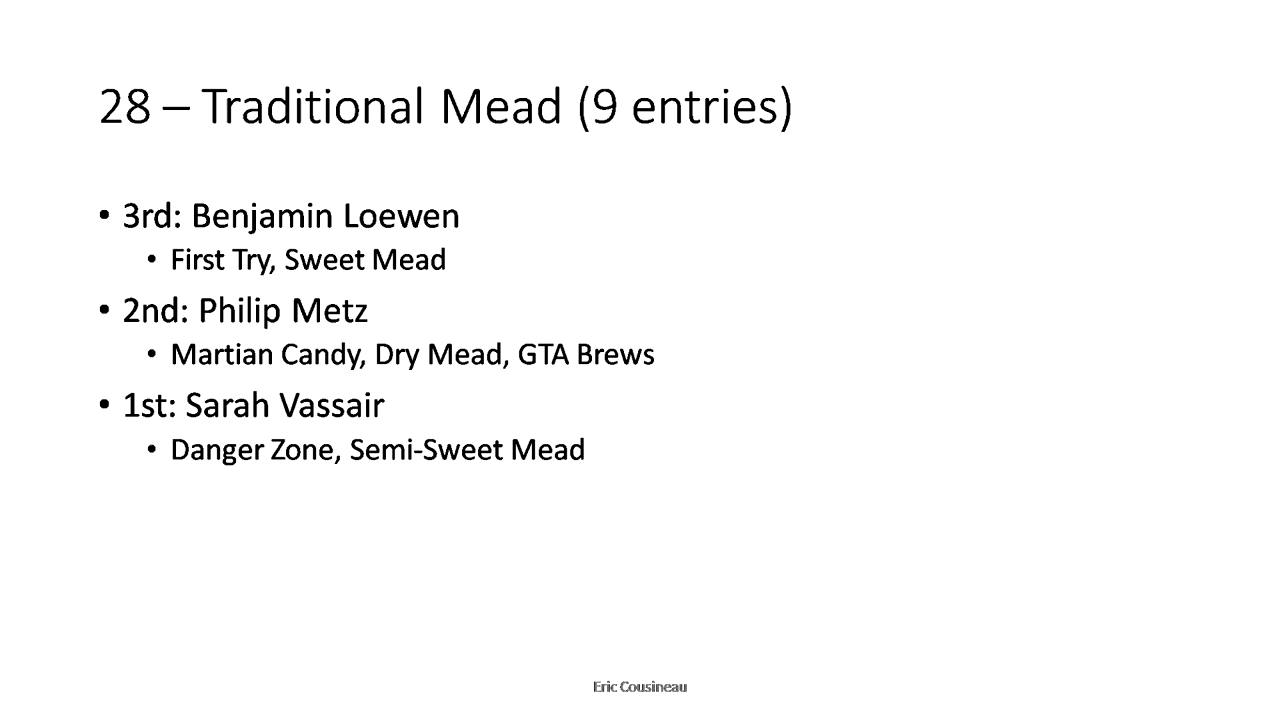 28 – Traditional Mead (9 entries)
• 3rd: Benjamin Loewen
• First Try, Sweet Mead
• 2nd: Philip Metz
• Martian Candy, Dry Mead, GTA Brews
• 1st: Sarah Vassair
• Danger Zone, Semi-Sweet Mead
Eric Cousineau